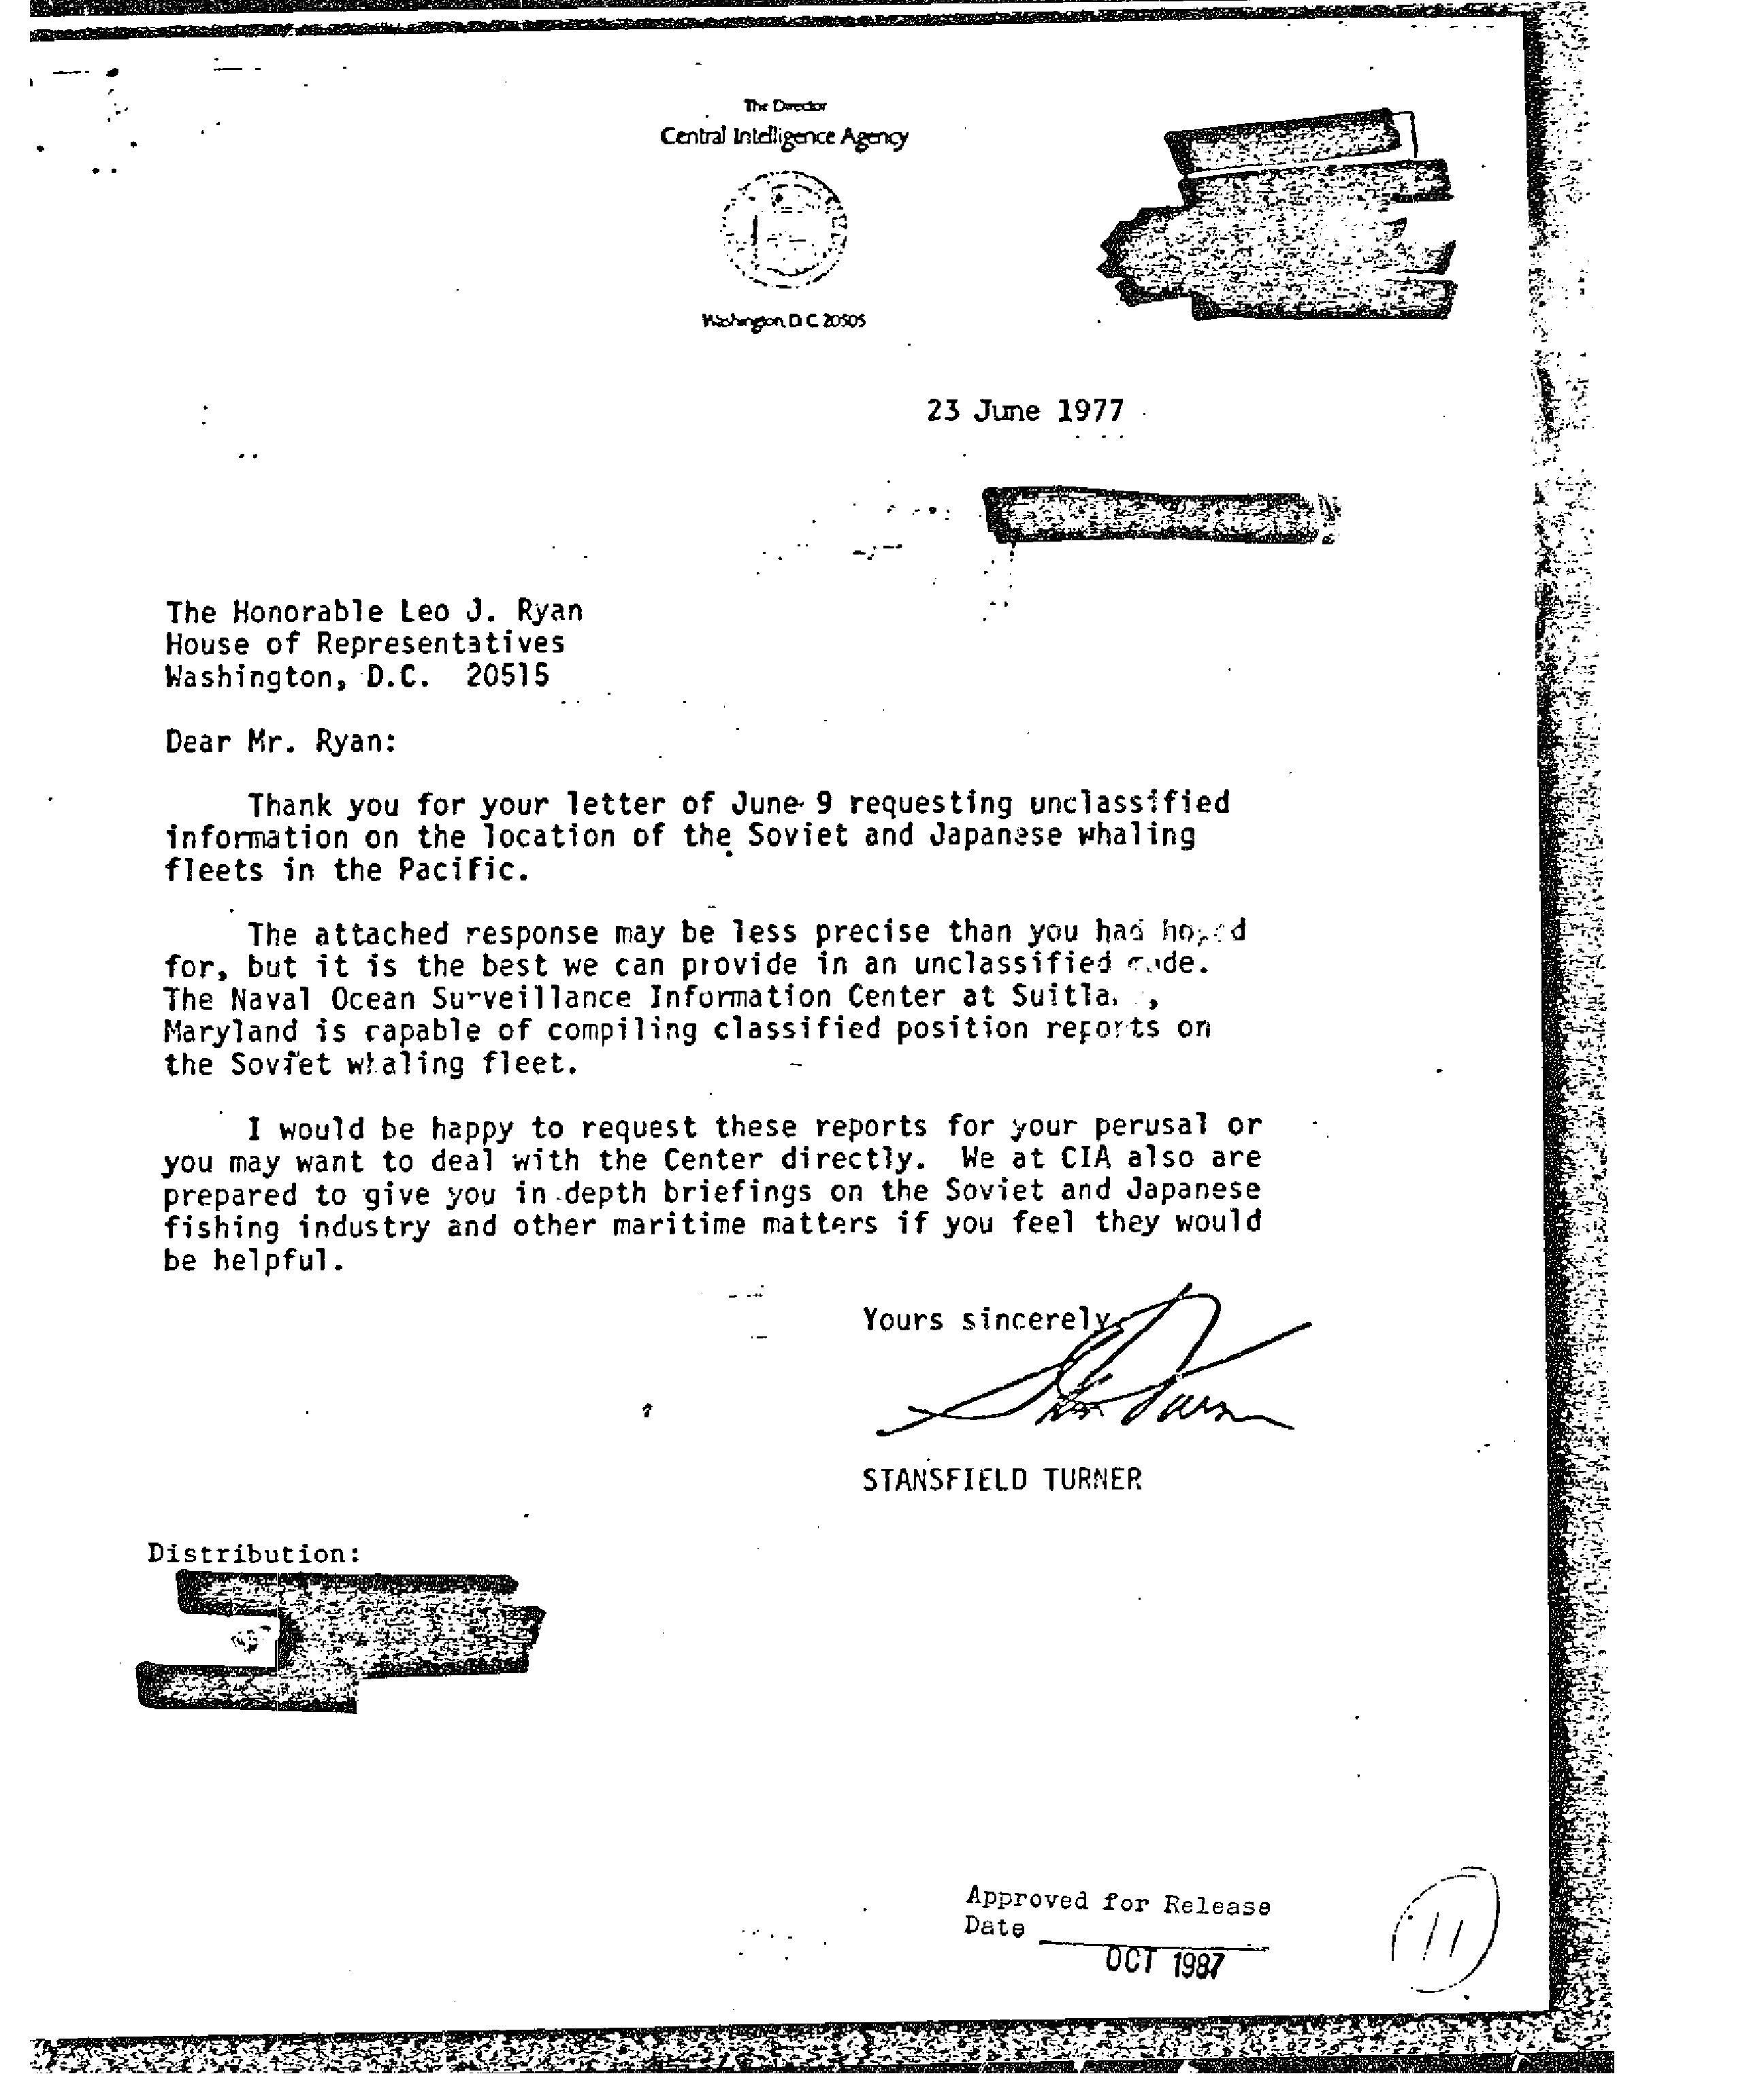 The Director
Central Intelligence Agency
Washington, D.C. 20505
23 June 1977
The Honorable Leo J. Ryan
House of Representatives
Washington, D.C. 20515
Dear Mr. Ryan:
Thank you for your letter of June 9 requesting unclassified
information on the location of the Soviet and Japanese whaling
fleets in the Pacific.
The attached response may be less precise than you had hoped
for, but it is the best we can provide in an unclassified
The Naval Ocean Surveillance Information Center at
Maryland is capable of compiling classified position reports on
the Soviet whaling fleet.
I would be happy to request these reports for your perusal or
you may want to deal with the Center directly. We at CIA also are
prepared to give you in-depth briefings on the Soviet and Japanese
fishing industry and other maritime matters if you feel they would
be helpful.
Yours sincerely,
Stan Turner
STANSFIELD TURNER
Distribution:
Approved for Release
Date
OCT 1987
11